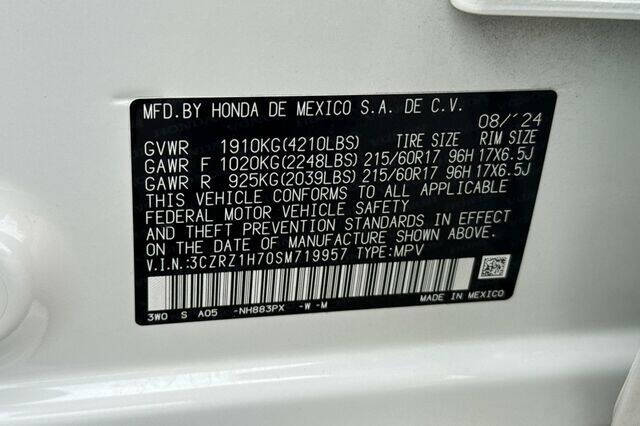 MFD.BY HONDA DE MEXICO S.A. DE C.V.
08/'24
GVWR 1910KG(4210LBS) TIRE SIZE RIM SIZE
GAWR F 1020KG(2248LBS) 215/60R17 96H 17X6.5J
GAWR R 925KG(2039LBS) 215/60R17 96H 17X6.5J
THIS VEHICLE CONFORMS TO ALL APPLICABLE
FEDERAL MOTOR VEHICLE SAFETY
AND THEFT PREVENTION STANDARDS IN EFFECT
ON THE DATE OF MANUFACTURE SHOWN ABOVE.
V.I.N.:3CZRZ1H70SM719957 TYPE:MPV
3W0 S A05 -NH883PX -W -M
MADE IN MEXICO